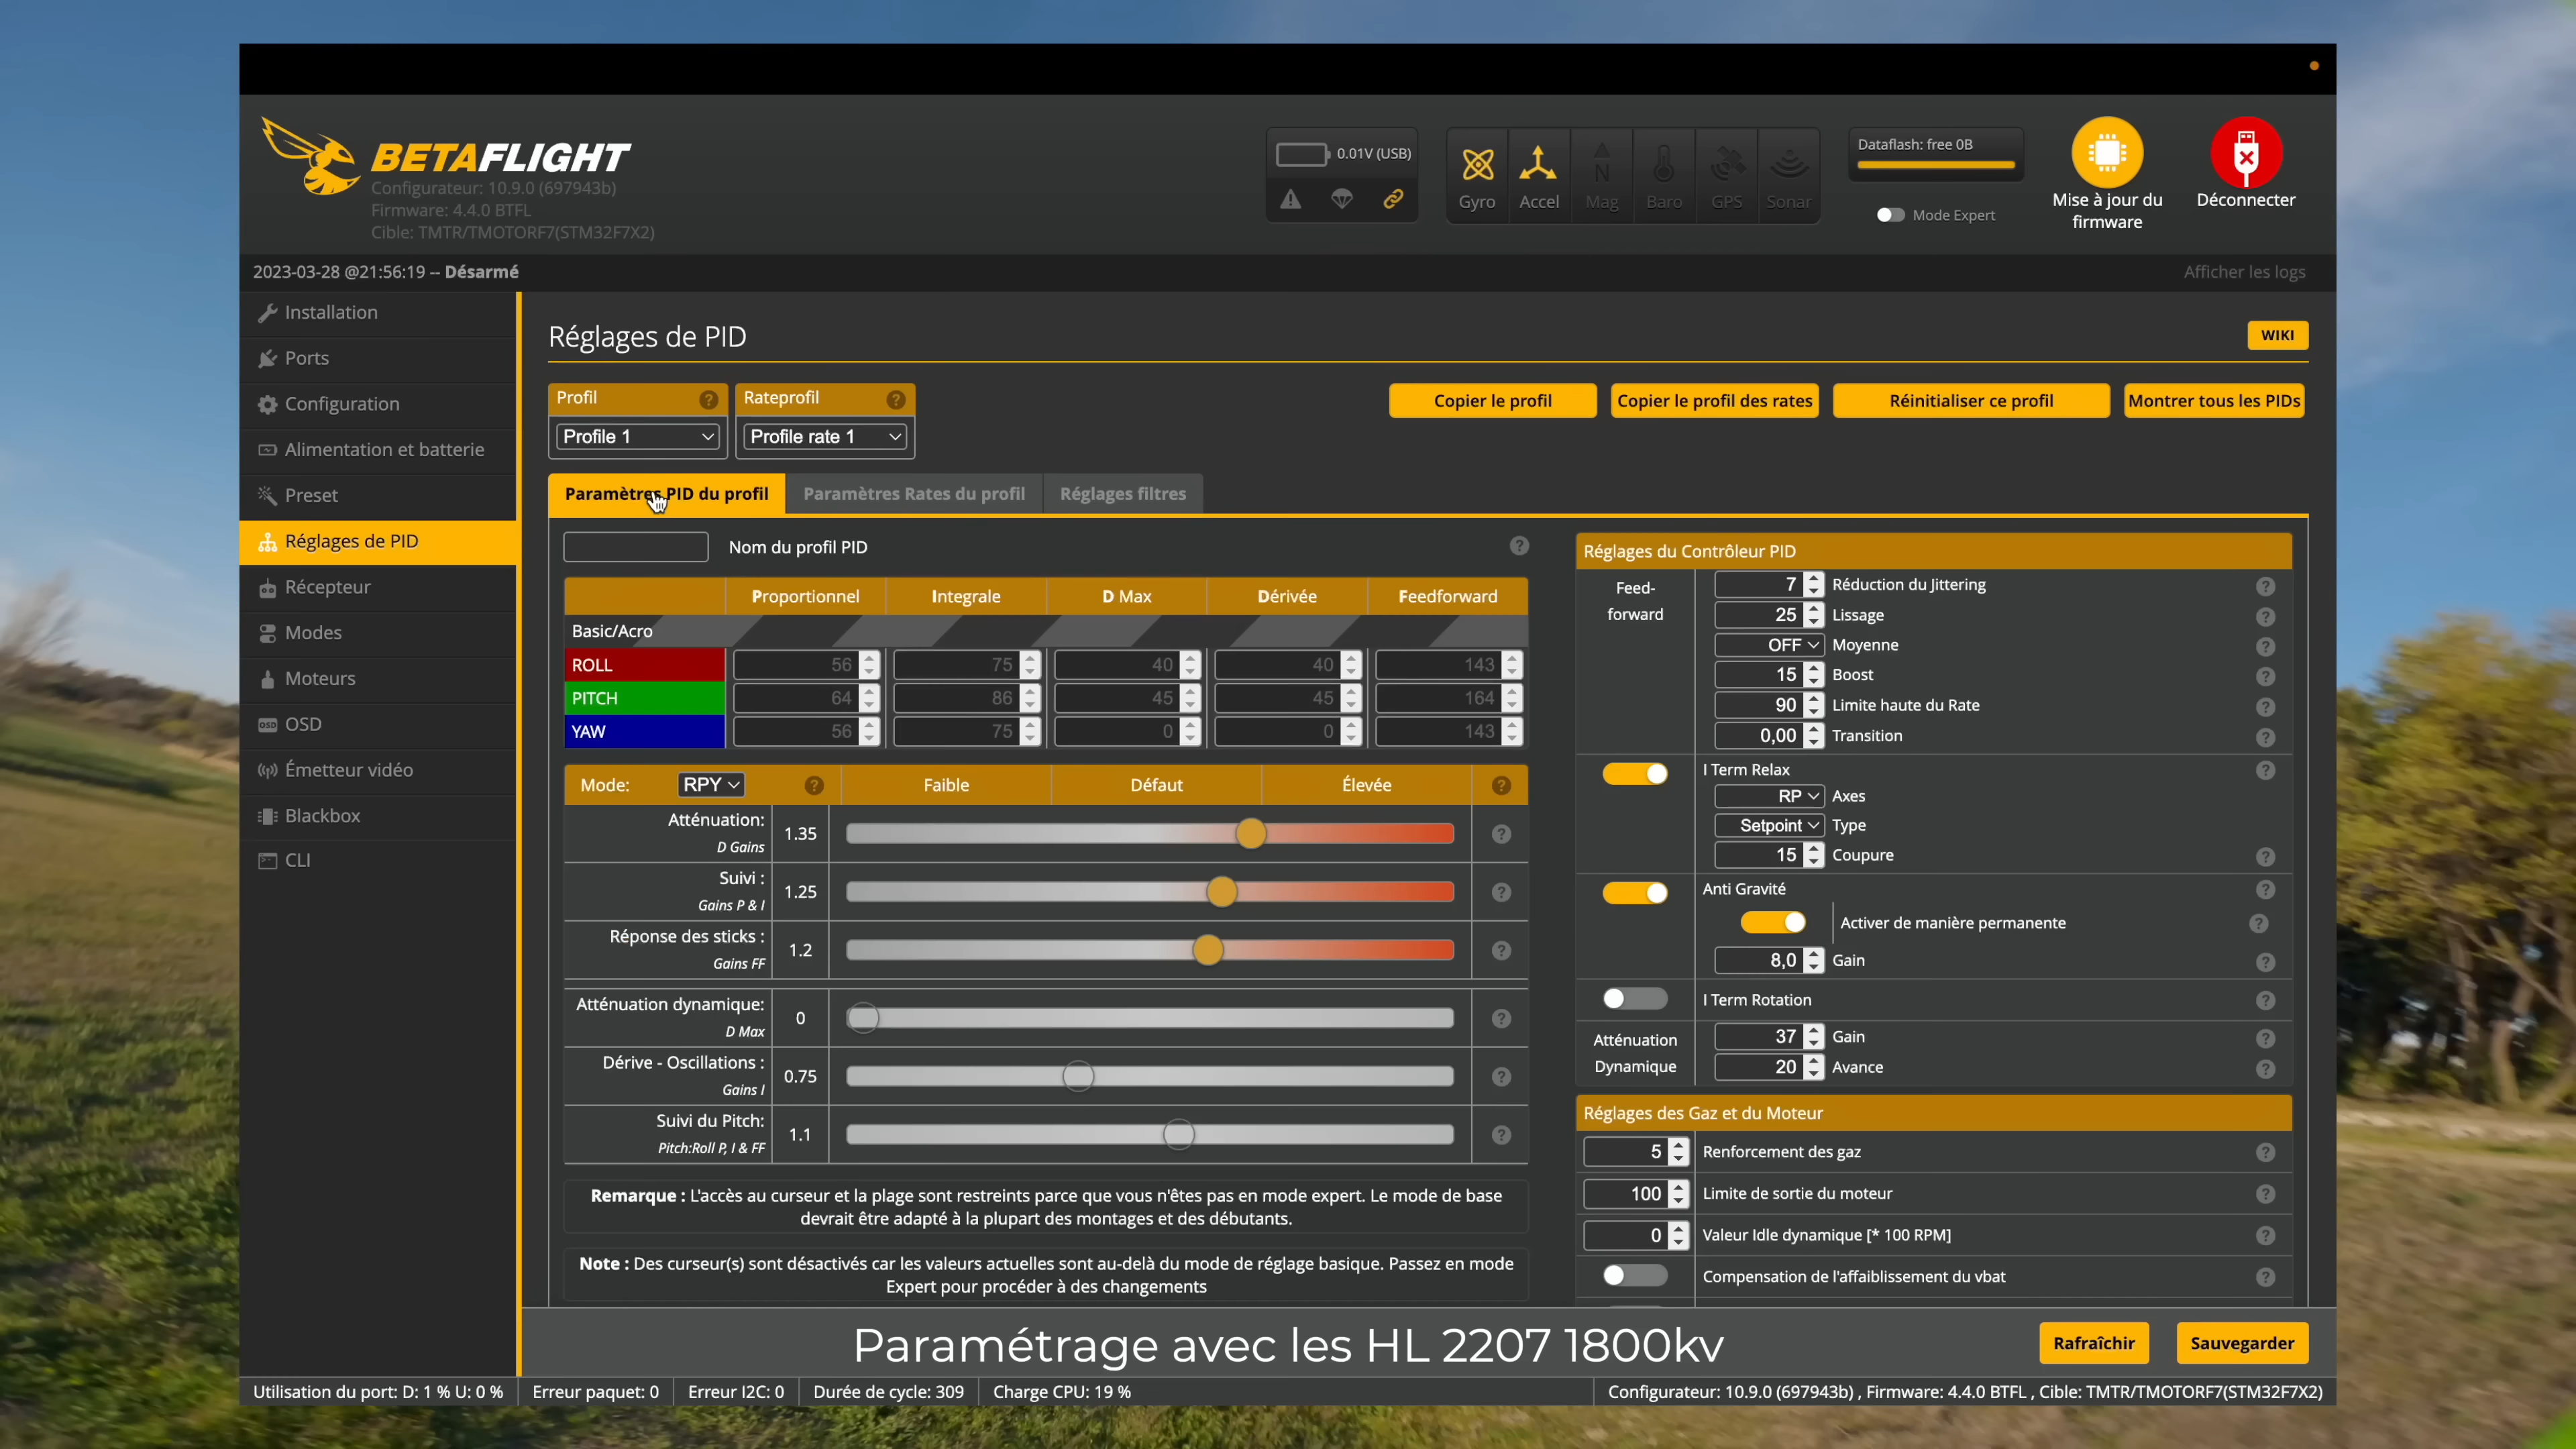 BETAFLIGHT
Configurateur: 10.9.0 (697943b)
Firmware: 4.4.0 BTFL
Cible: TMTR/TMOTORF7(STM32F7X2)
0.01V (USB)
Gyro
Accel
Mag
Baro
GPS
Sonar
Dataflash: free 0B
Mode Expert
Mise à jour du
firmware
Déconnecter
2023-03-28 @21:56:19 -- Désarmé
Afficher les logs
Installation
Ports
Configuration
Alimentation et batterie
Preset
Réglages de PID
Récepteur
Modes
Moteurs
OSD
Émetteur vidéo
Blackbox
CLI
Réglages de PID
WIKI
Profil
Rateprofil
Profile 1
Profile rate 1
Copier le profil
Copier le profil des rates
Réinitialiser ce profil
Montrer tous les PIDs
Paramètres PID du profil
Paramètres Rates du profil
Réglages filtres
Nom du profil PID
Proportionnel Integrale D Max Dérivée Feedforward
Basic/Acro
ROLL 56 75 40 40 143
PITCH 64 86 45 45 164
YAW 56 75 0 0 143
Mode: RPY Faible Défaut Élevée
Atténuation: 1.35
D Gains
Suivi : 1.25
Gains P & I
Réponse des sticks : 1.2
Gains FF
Atténuation dynamique: 0
D Max
Dérive - Oscillations : 0.75
Gains I
Suivi du Pitch: 1.1
Pitch:Roll P, I & FF
Remarque : L'accès au curseur et la plage sont restreints parce que vous n'êtes pas en mode expert. Le mode de base
devrait être adapté à la plupart des montages et des débutants.
Note : Des curseur(s) sont désactivés car les valeurs actuelles sont au-delà du mode de réglage basique. Passez en mode
Expert pour procéder à des changements
Réglages du Contrôleur PID
Feed-
forward
7 Réduction du Jittering
25 Lissage
OFF Moyenne
15 Boost
90 Limite haute du Rate
0,00 Transition
I Term Relax
RP Axes
Setpoint Type
15 Coupure
Anti Gravité
Activer de manière permanente
8,0 Gain
I Term Rotation
Atténuation
Dynamique
37 Gain
20 Avance
Réglages des Gaz et du Moteur
5 Renforcement des gaz
100 Limite de sortie du moteur
0 Valeur Idle dynamique [* 100 RPM]
Compensation de l'affaiblissement du vbat
Paramétrage avec les HL 2207 1800kv
Rafraîchir
Sauvegarder
Utilisation du port: D: 1 % U: 0 %
Erreur paquet: 0
Erreur I2C: 0
Durée de cycle: 309
Charge CPU: 19 %
Configurateur: 10.9.0 (697943b) , Firmware: 4.4.0 BTFL , Cible: TMTR/TMOTORF7(STM32F7X2)